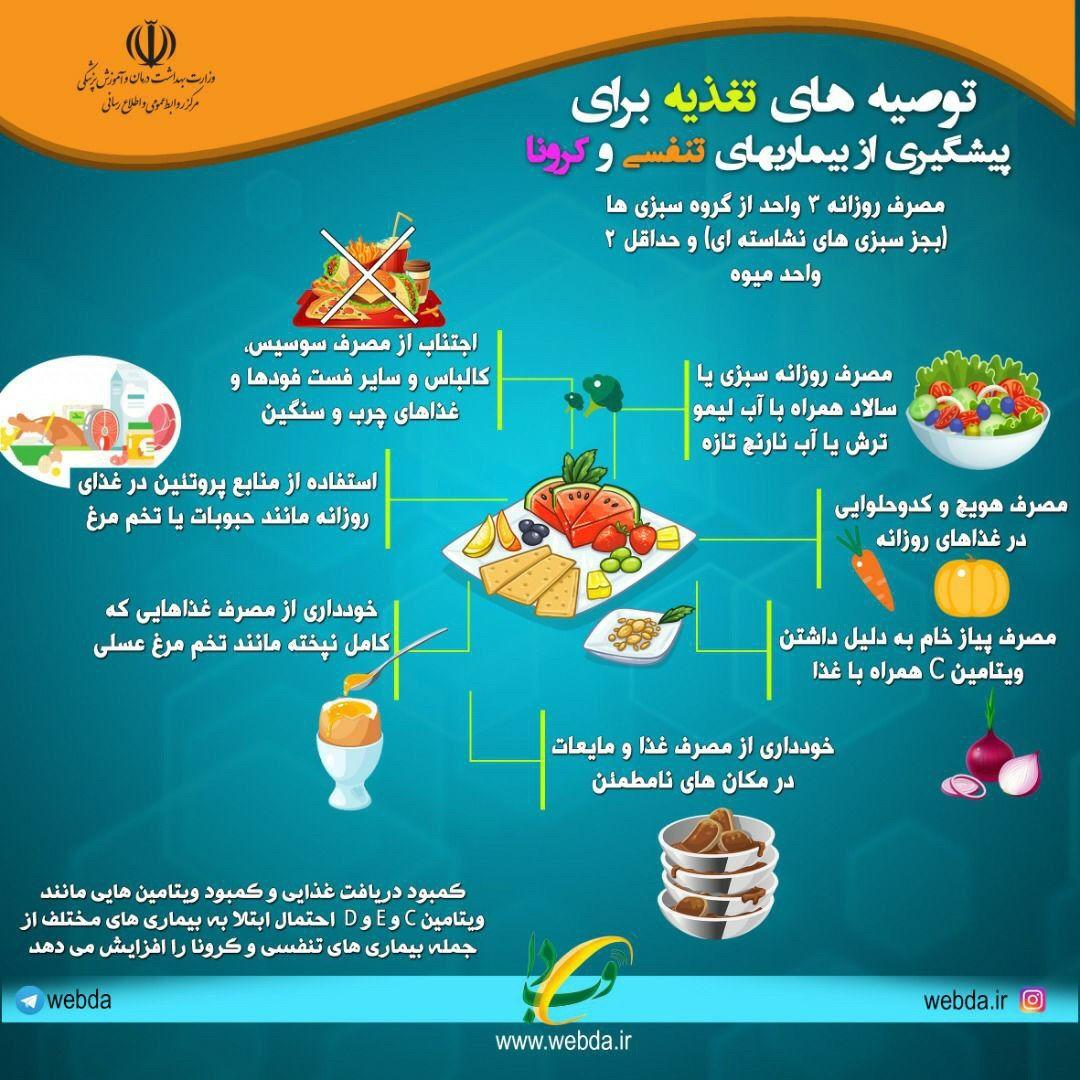 وزارت بهداشت درمان و آموزش پزشکی
مرکز روابط عمومی و اطلاع رسانی
توصیه های تغذیه برای
پیشگیری از بیماریهای تنفسی و کرونا
مصرف روزانه ۳ واحد از گروه سبزی ها
(بجز سبزی های نشاسته ای) و حداقل ۲
واحد میوه
مصرف روزانه سبزی یا
سالاد همراه با آب لیمو
ترش یا آب نارنج تازه
اجتناب از مصرف سوسیس،
کالباس و سایر فست فودها و
غذاهای چرب و سنگین
مصرف هویج و کدوحلوایی
در غذاهای روزانه
استفاده از منابع پروتئین در غذای
روزانه مانند حبوبات یا تخم مرغ
مصرف پیاز خام به دلیل داشتن
ویتامین C همراه با غذا
خودداری از مصرف غذاهایی که
کامل نپخته مانند تخم مرغ عسلی
خودداری از مصرف غذا و مایعات
در مکان های نامطمئن
کمبود دریافت غذایی و کمبود ویتامین هایی مانند
ویتامین C و E و D احتمال ابتلا به بیماری های مختلف از
جمله بیماری های تنفسی و کرونا را افزایش می دهد
وب دا
webda
webda.ir
www.webda.ir